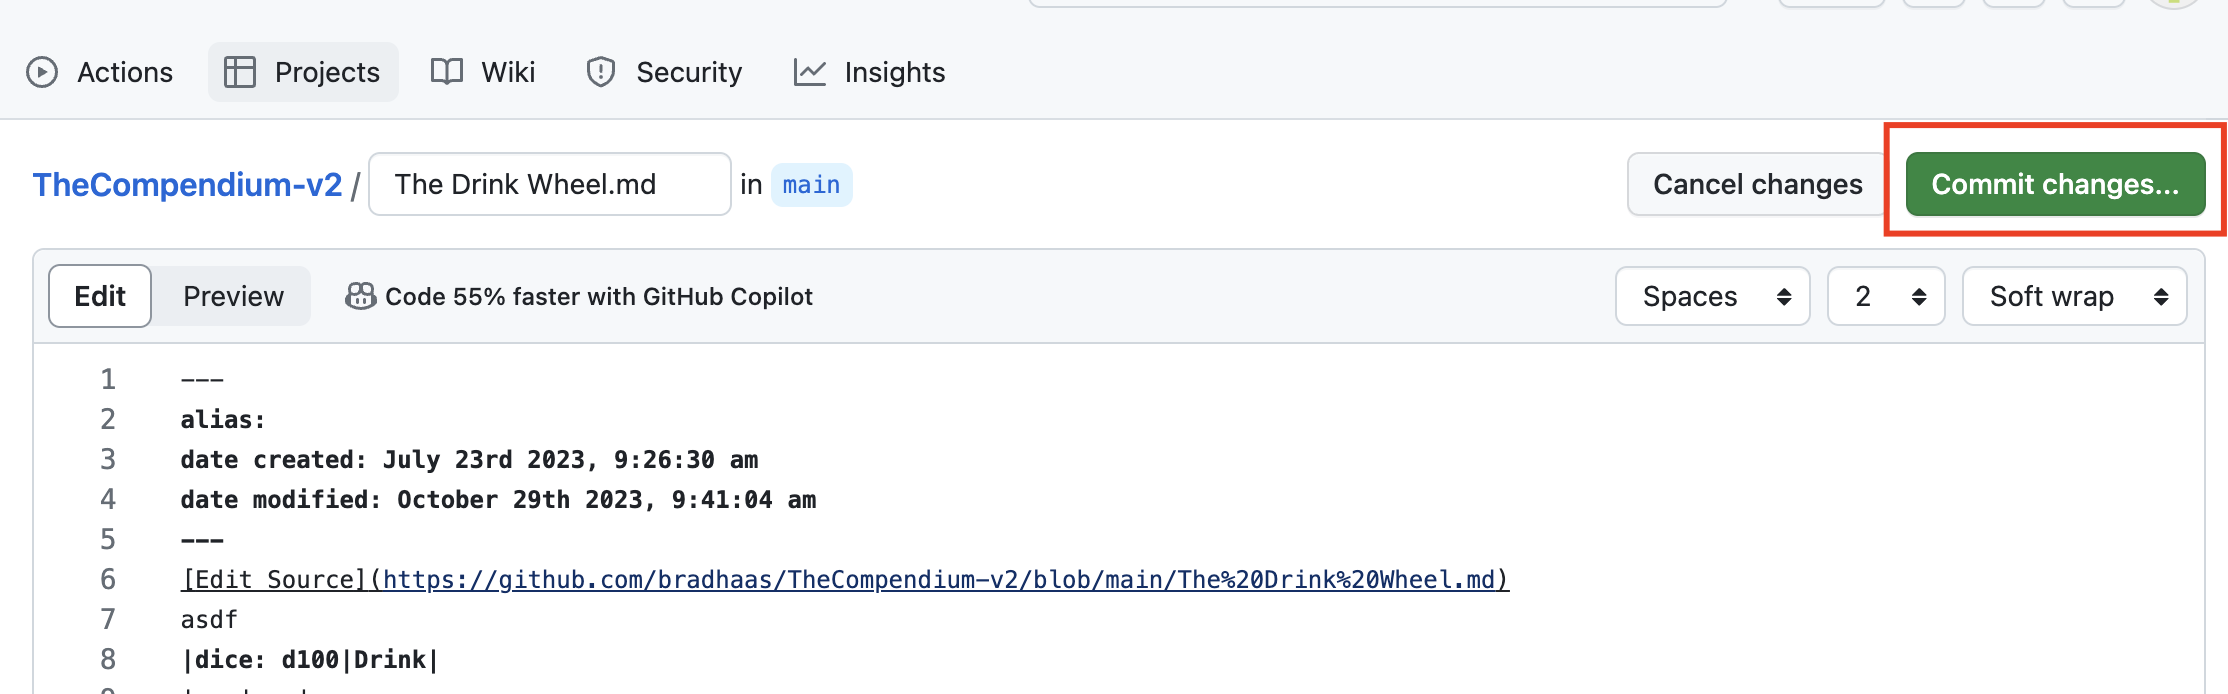 Actions Projects Wiki Security Insights
TheCompendium-v2 / The Drink Wheel.md in main Cancel changes Commit changes...
Edit Preview Code 55% faster with GitHub Copilot Spaces 2 Soft wrap
1 ---
2 alias:
3 date created: July 23rd 2023, 9:26:30 am
4 date modified: October 29th 2023, 9:41:04 am
5 ---
6 [Edit Source](https://github.com/bradhaas/TheCompendium-v2/blob/main/The%20Drink%20Wheel.md)
7 asdf
8 |dice: d100|Drink|